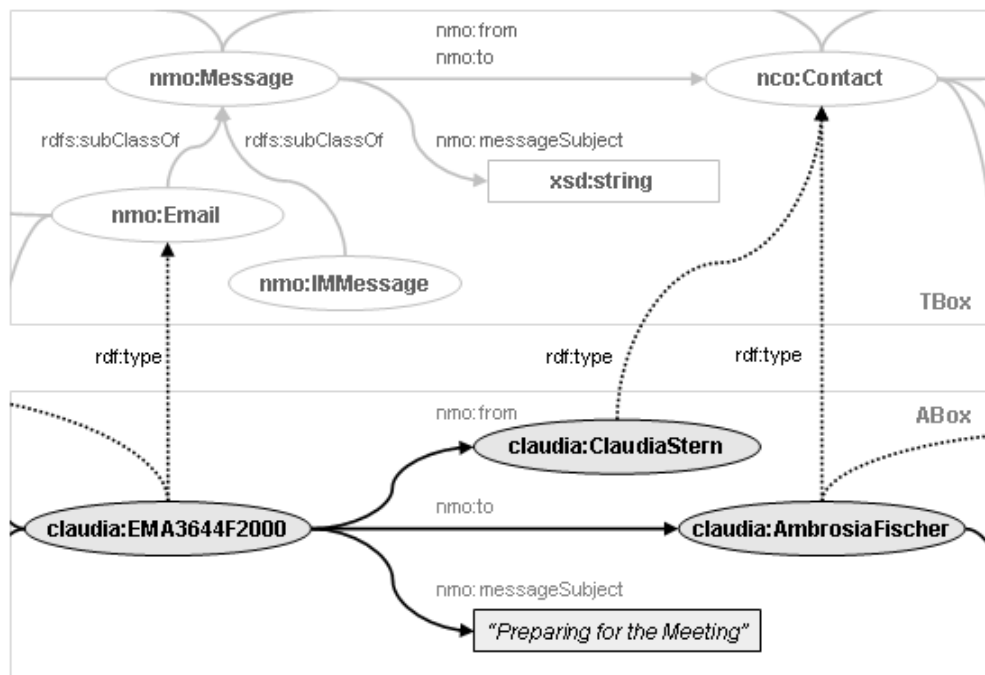 nmo:from
nmo:to
nmo:Message
nco:Contact
rdfs:subClassOf
rdfs:subClassOf
nmo:messageSubject
xsd:string
nmo:Email
nmo:IMMessage
TBox
rdf:type
rdf:type
rdf:type
nmo:from
ABox
claudia:ClaudiaStern
claudia:EMA3644F2000
nmo:to
claudia:AmbrosiaFischer
nmo:messageSubject
“Preparing for the Meeting”